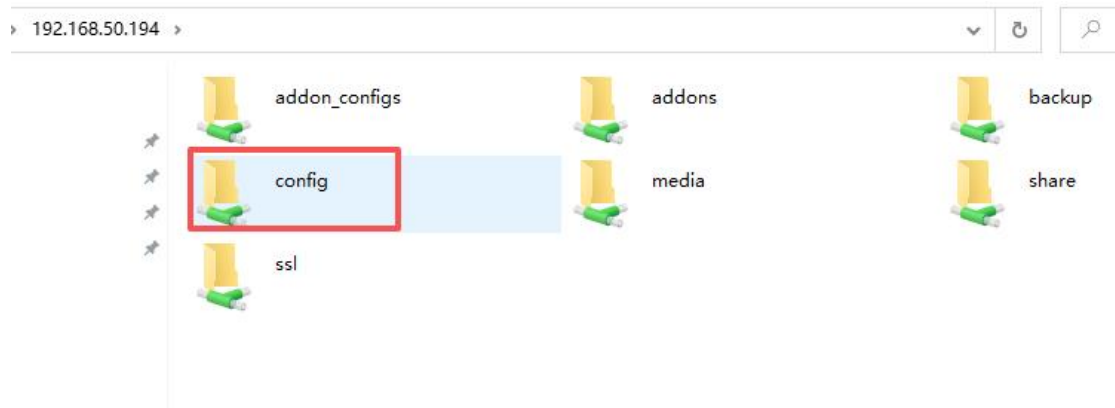 192.168.50.194
addon_configs
addons
backup
config
media
share
ssl